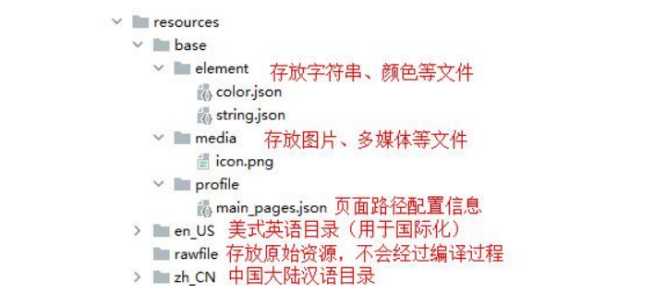 resources
base
element 存放字符串、颜色等文件
color.json
string.json
media 存放图片、多媒体等文件
icon.png
profile
main_pages.json 页面路径配置信息
en_US 美式英语目录（用于国际化）
rawfile 存放原始资源，不会经过编译过程
zh_CN 中国大陆汉语目录